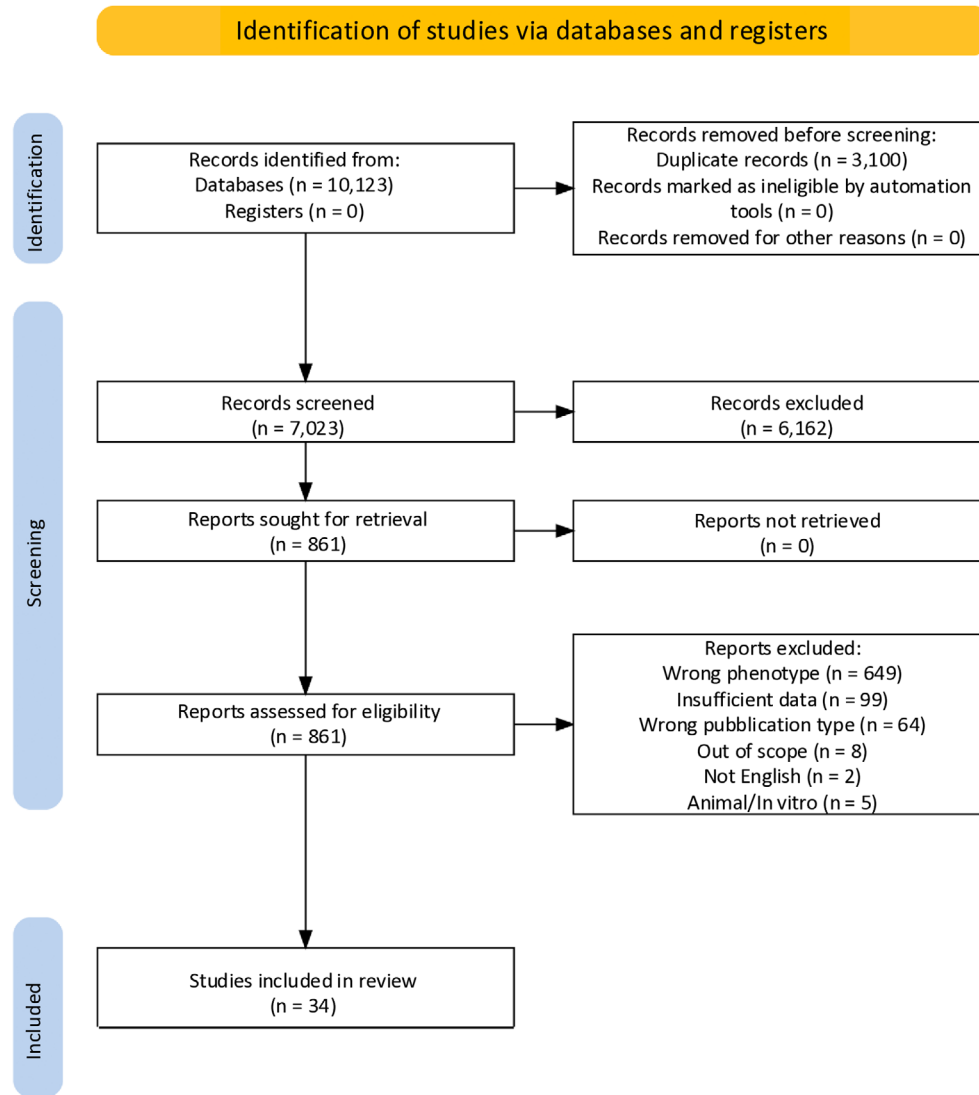 Identification of studies via databases and registers
Identification
Records identified from:
Databases (n = 10,123)
Registers (n = 0)
Records removed before screening:
Duplicate records (n = 3,100)
Records marked as ineligible by automation
tools (n = 0)
Records removed for other reasons (n = 0)
Screening
Records screened
(n = 7,023)
Records excluded
(n = 6,162)
Reports sought for retrieval
(n = 861)
Reports not retrieved
(n = 0)
Reports assessed for eligibility
(n = 861)
Reports excluded:
Wrong phenotype (n = 649)
Insufficient data (n = 99)
Wrong pubblication type (n = 64)
Out of scope (n = 8)
Not English (n = 2)
Animal/In vitro (n = 5)
Included
Studies included in review
(n = 34)